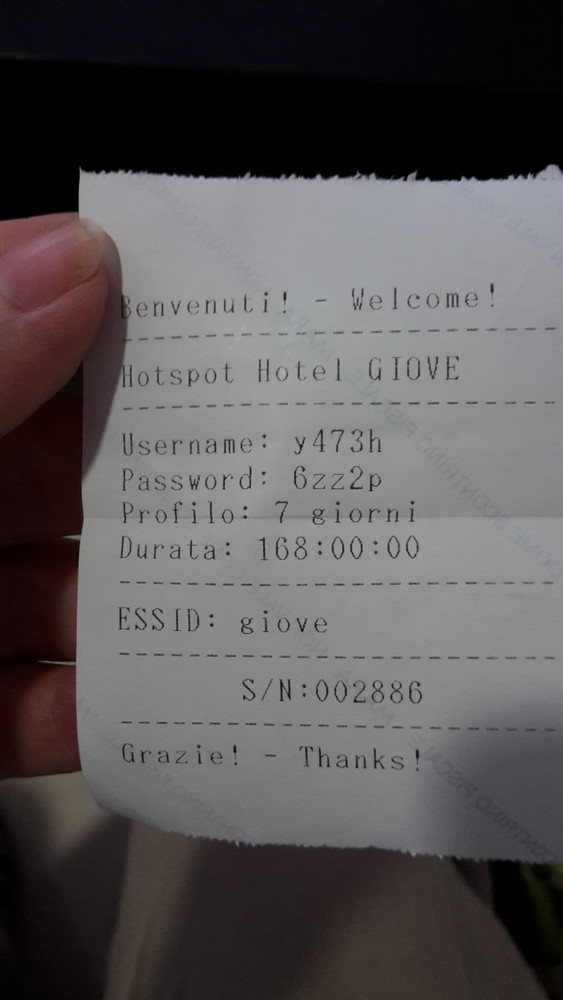 Benvenuti! - Welcome!
Hotspot Hotel GIOVE
Username: y473h
Password: 6zz2p
Profilo: 7 giorni
Durata: 168:00:00
ESSID: giove
S/N:002886
Grazie! - Thanks!